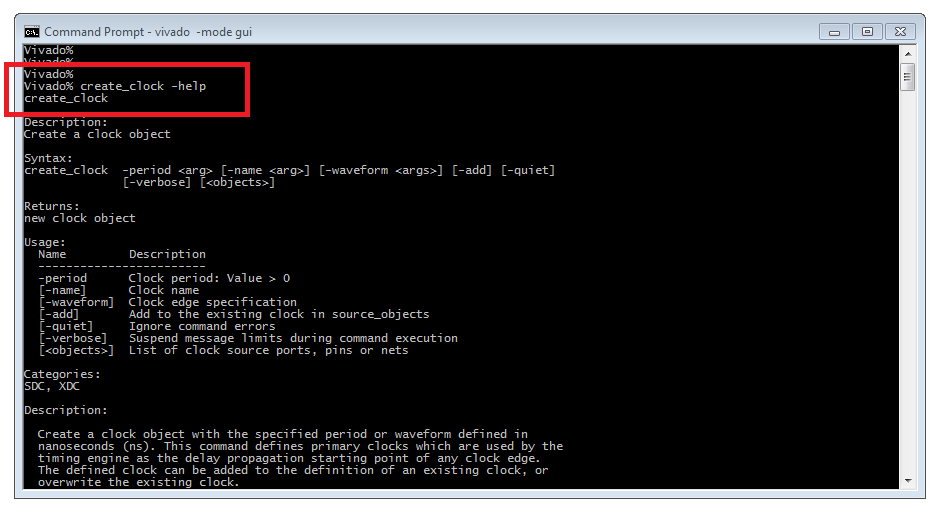 Command Prompt - vivado -mode gui
Vivado%
Vivado%
Vivado%
Vivado% create_clock -help
create_clock
Description:
Create a clock object
Syntax:
create_clock -period <arg> [-name <arg>] [-waveform <args>] [-add] [-quiet]
[-verbose] [<objects>]
Returns:
new clock object
Usage:
Name Description
------------------------
-period Clock period: Value > 0
[-name] Clock name
[-waveform] Clock edge specification
[-add] Add to the existing clock in source_objects
[-quiet] Ignore command errors
[-verbose] Suspend message limits during command execution
[<objects>] List of clock source ports, pins or nets
Categories:
SDC, XDC
Description:
Create a clock object with the specified period or waveform defined in
nanoseconds (ns). This command defines primary clocks which are used by the
timing engine as the delay propagation starting point of any clock edge.
The defined clock can be added to the definition of an existing clock, or
overwrite the existing clock.